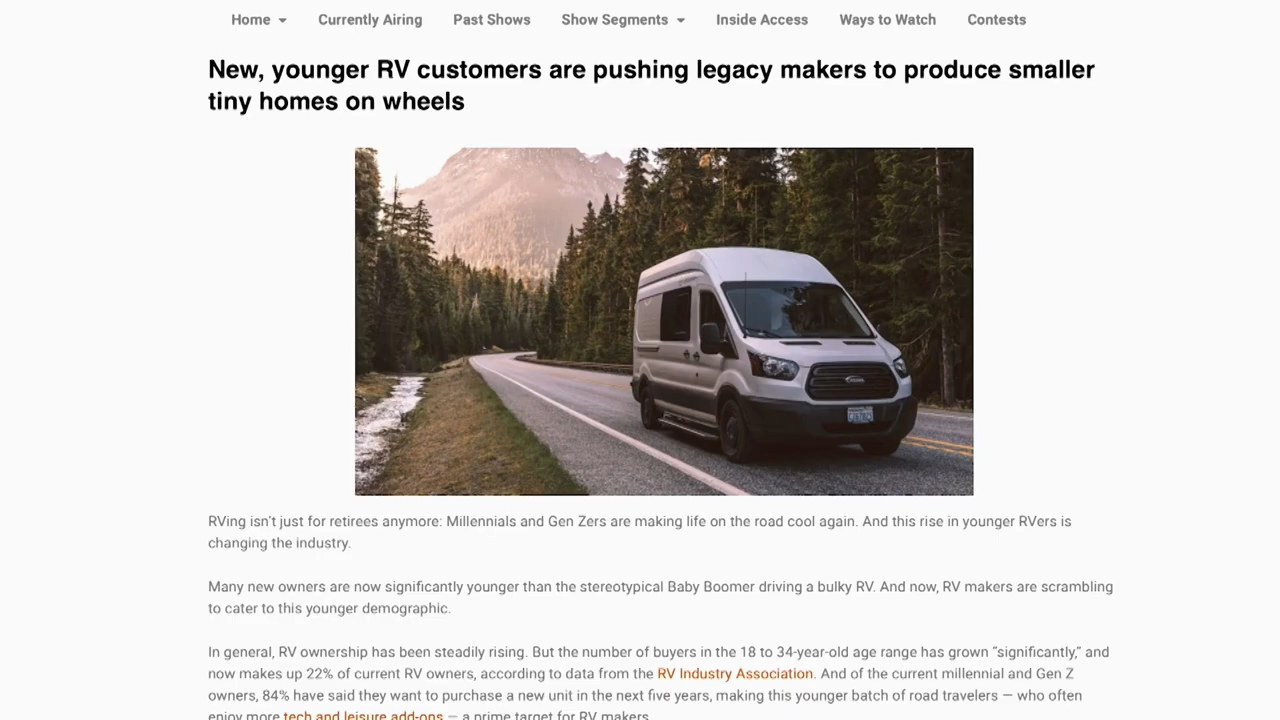 Home Currently Airing Past Shows Show Segments Inside Access Ways to Watch Contests
New, younger RV customers are pushing legacy makers to produce smaller
tiny homes on wheels
RVing isn't just for retirees anymore: Millennials and Gen Zers are making life on the road cool again. And this rise in younger RVers is
changing the industry.
Many new owners are now significantly younger than the stereotypical Baby Boomer driving a bulky RV. And now, RV makers are scrambling
to cater to this younger demographic.
In general, RV ownership has been steadily rising. But the number of buyers in the 18 to 34-year-old age range has grown "significantly," and
now makes up 22% of current RV owners, according to data from the RV Industry Association. And of the current millennial and Gen Z
owners, 84% have said they want to purchase a new unit in the next five years, making this younger batch of road travelers — who often
enjoy more tech and leisure add-ons — a prime target for RV makers.